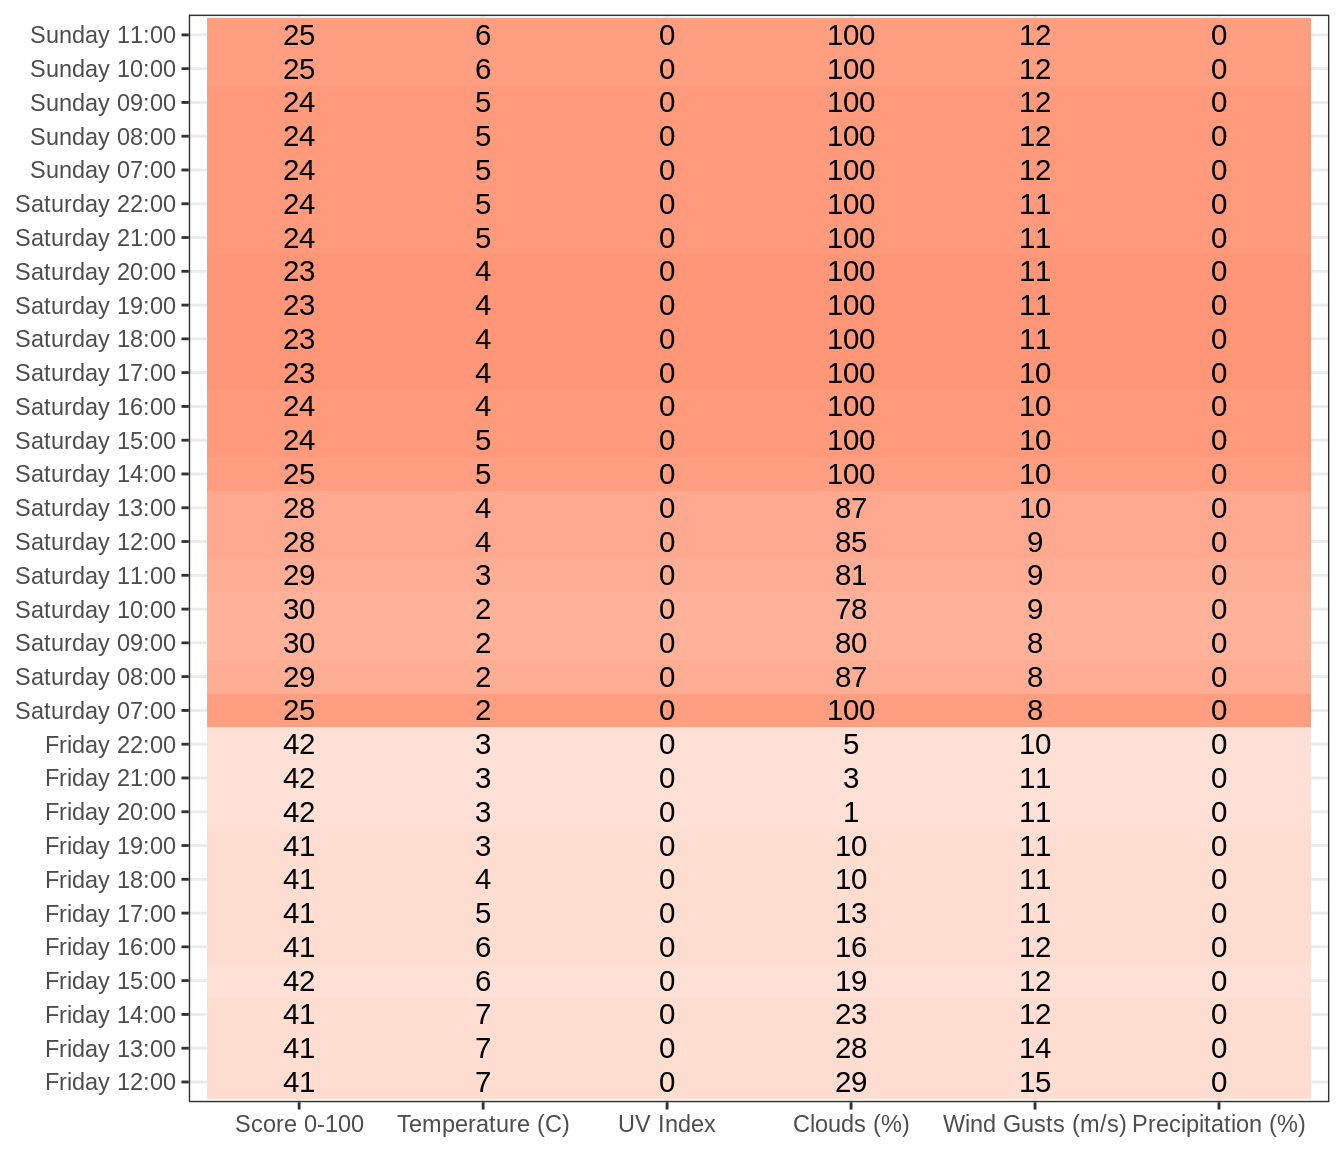 Sunday 11:00 25 6 0 100 12 0
Sunday 10:00 25 6 0 100 12 0
Sunday 09:00 24 5 0 100 12 0
Sunday 08:00 24 5 0 100 12 0
Sunday 07:00 24 5 0 100 12 0
Saturday 22:00 24 5 0 100 11 0
Saturday 21:00 24 5 0 100 11 0
Saturday 20:00 23 4 0 100 11 0
Saturday 19:00 23 4 0 100 11 0
Saturday 18:00 23 4 0 100 11 0
Saturday 17:00 23 4 0 100 10 0
Saturday 16:00 24 4 0 100 10 0
Saturday 15:00 24 5 0 100 10 0
Saturday 14:00 25 5 0 100 10 0
Saturday 13:00 28 4 0 87 10 0
Saturday 12:00 28 4 0 85 9 0
Saturday 11:00 29 3 0 81 9 0
Saturday 10:00 30 2 0 78 9 0
Saturday 09:00 30 2 0 80 8 0
Saturday 08:00 29 2 0 87 8 0
Saturday 07:00 25 2 0 100 8 0
Friday 22:00 42 3 0 5 10 0
Friday 21:00 42 3 0 3 11 0
Friday 20:00 42 3 0 1 11 0
Friday 19:00 41 3 0 10 11 0
Friday 18:00 41 4 0 10 11 0
Friday 17:00 41 5 0 13 11 0
Friday 16:00 41 6 0 16 12 0
Friday 15:00 42 6 0 19 12 0
Friday 14:00 41 7 0 23 12 0
Friday 13:00 41 7 0 28 14 0
Friday 12:00 41 7 0 29 15 0
Score 0-100 Temperature (C) UV Index Clouds (%) Wind Gusts (m/s) Precipitation (%)